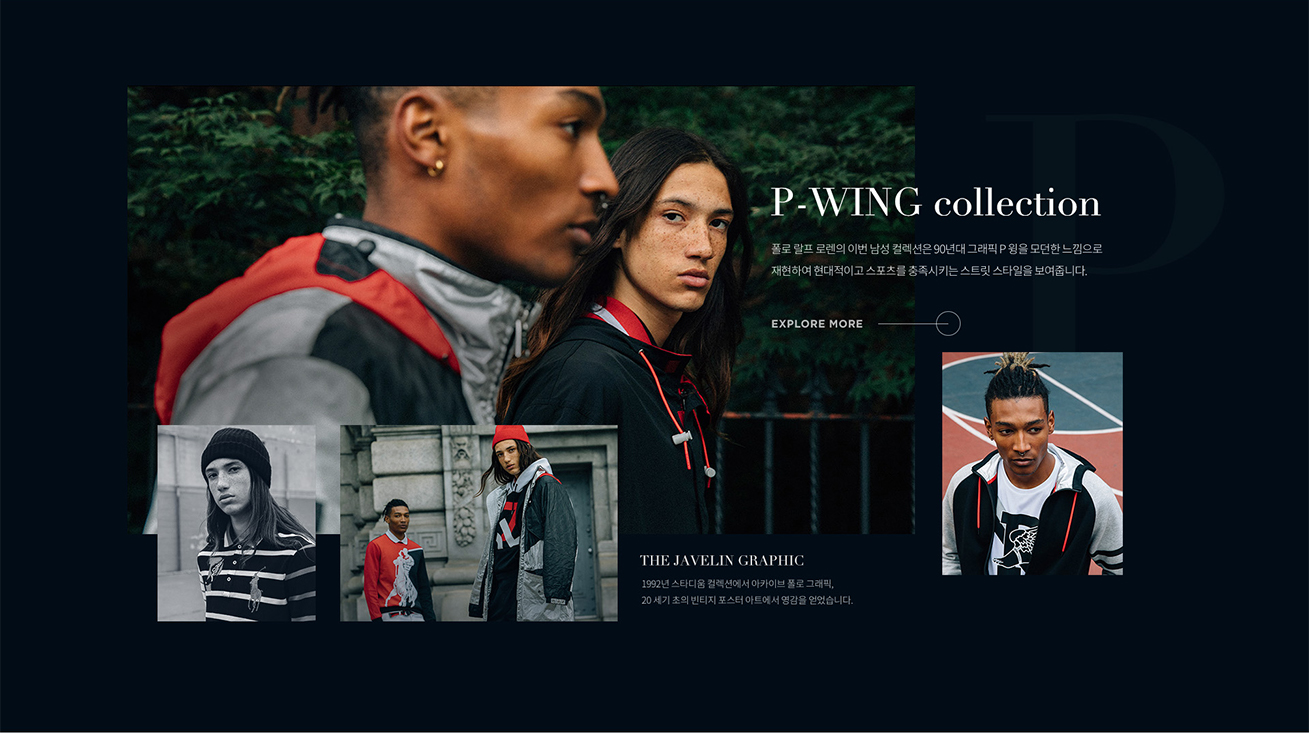 P-WING collection
폴로 랄프 로렌의 이번 남성 컬렉션은 90년대 그래픽 P 윙을 모던한 느낌으로
재현하여 현대적이고 스포츠를 충족시키는 스트릿 스타일을 보여줍니다.
EXPLORE MORE
P
THE JAVELIN GRAPHIC
1992년 스타디움 컬렉션에서 아카이브 폴로 그래픽,
20 세기 초의 빈티지 포스터 아트에서 영감을 얻었습니다.